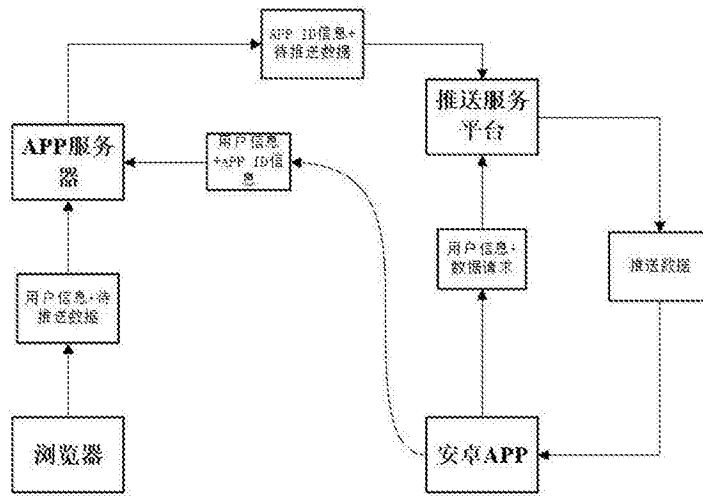 APP ID信息+
待推送数据
推送服务
平台
APP服务
器
用户信息
+APP ID信
息
用户信息+
数据请求
推送数据
用户信息+待
推送数据
浏览器
安卓APP